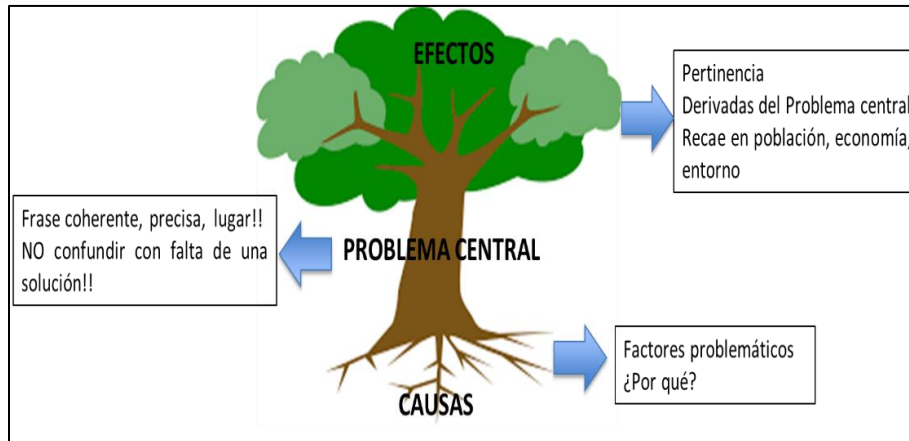 EFECTOS
Pertinencia
Derivadas del Problema central
Recae en población, economía,
entorno
Frase coherente, precisa, lugar!!
NO confundir con falta de una
solución!!
PROBLEMA CENTRAL
Factores problemáticos
¿Por qué?
CAUSAS